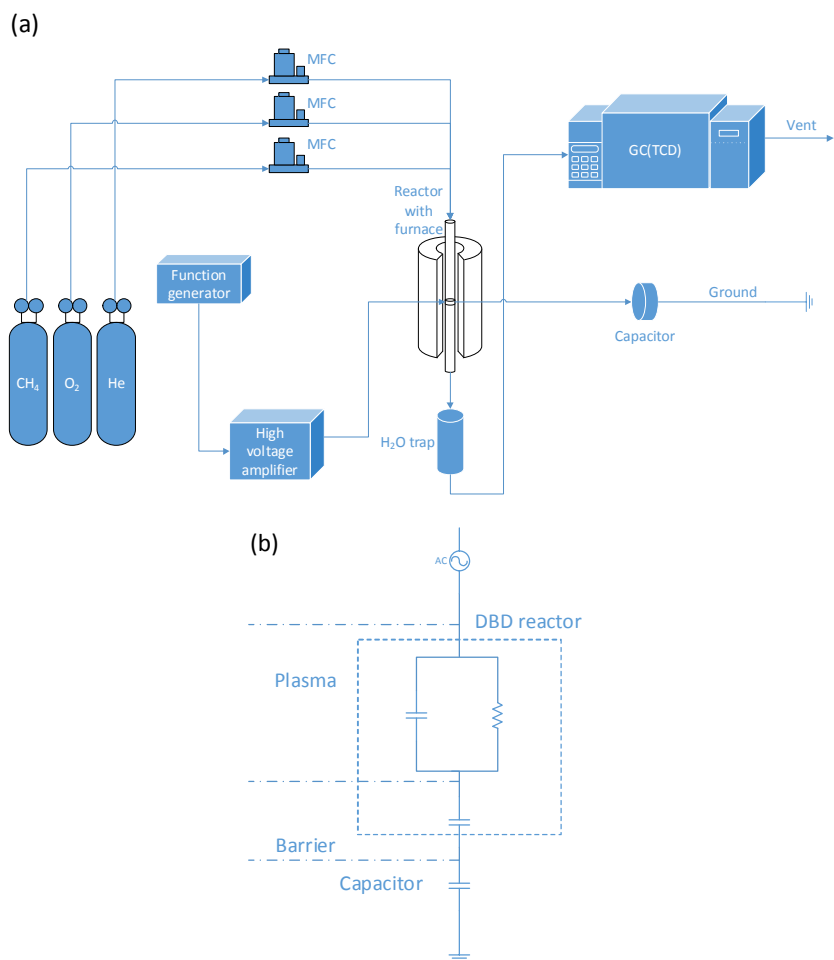 (a)
MFC
MFC
MFC
GC(TCD)
Vent
Reactor
with
furnace
Function
generator
Ground
Capacitor
CH₄
O₂
He
High
voltage
amplifier
H₂O trap
(b)
AC
DBD reactor
Plasma
Barrier
Capacitor